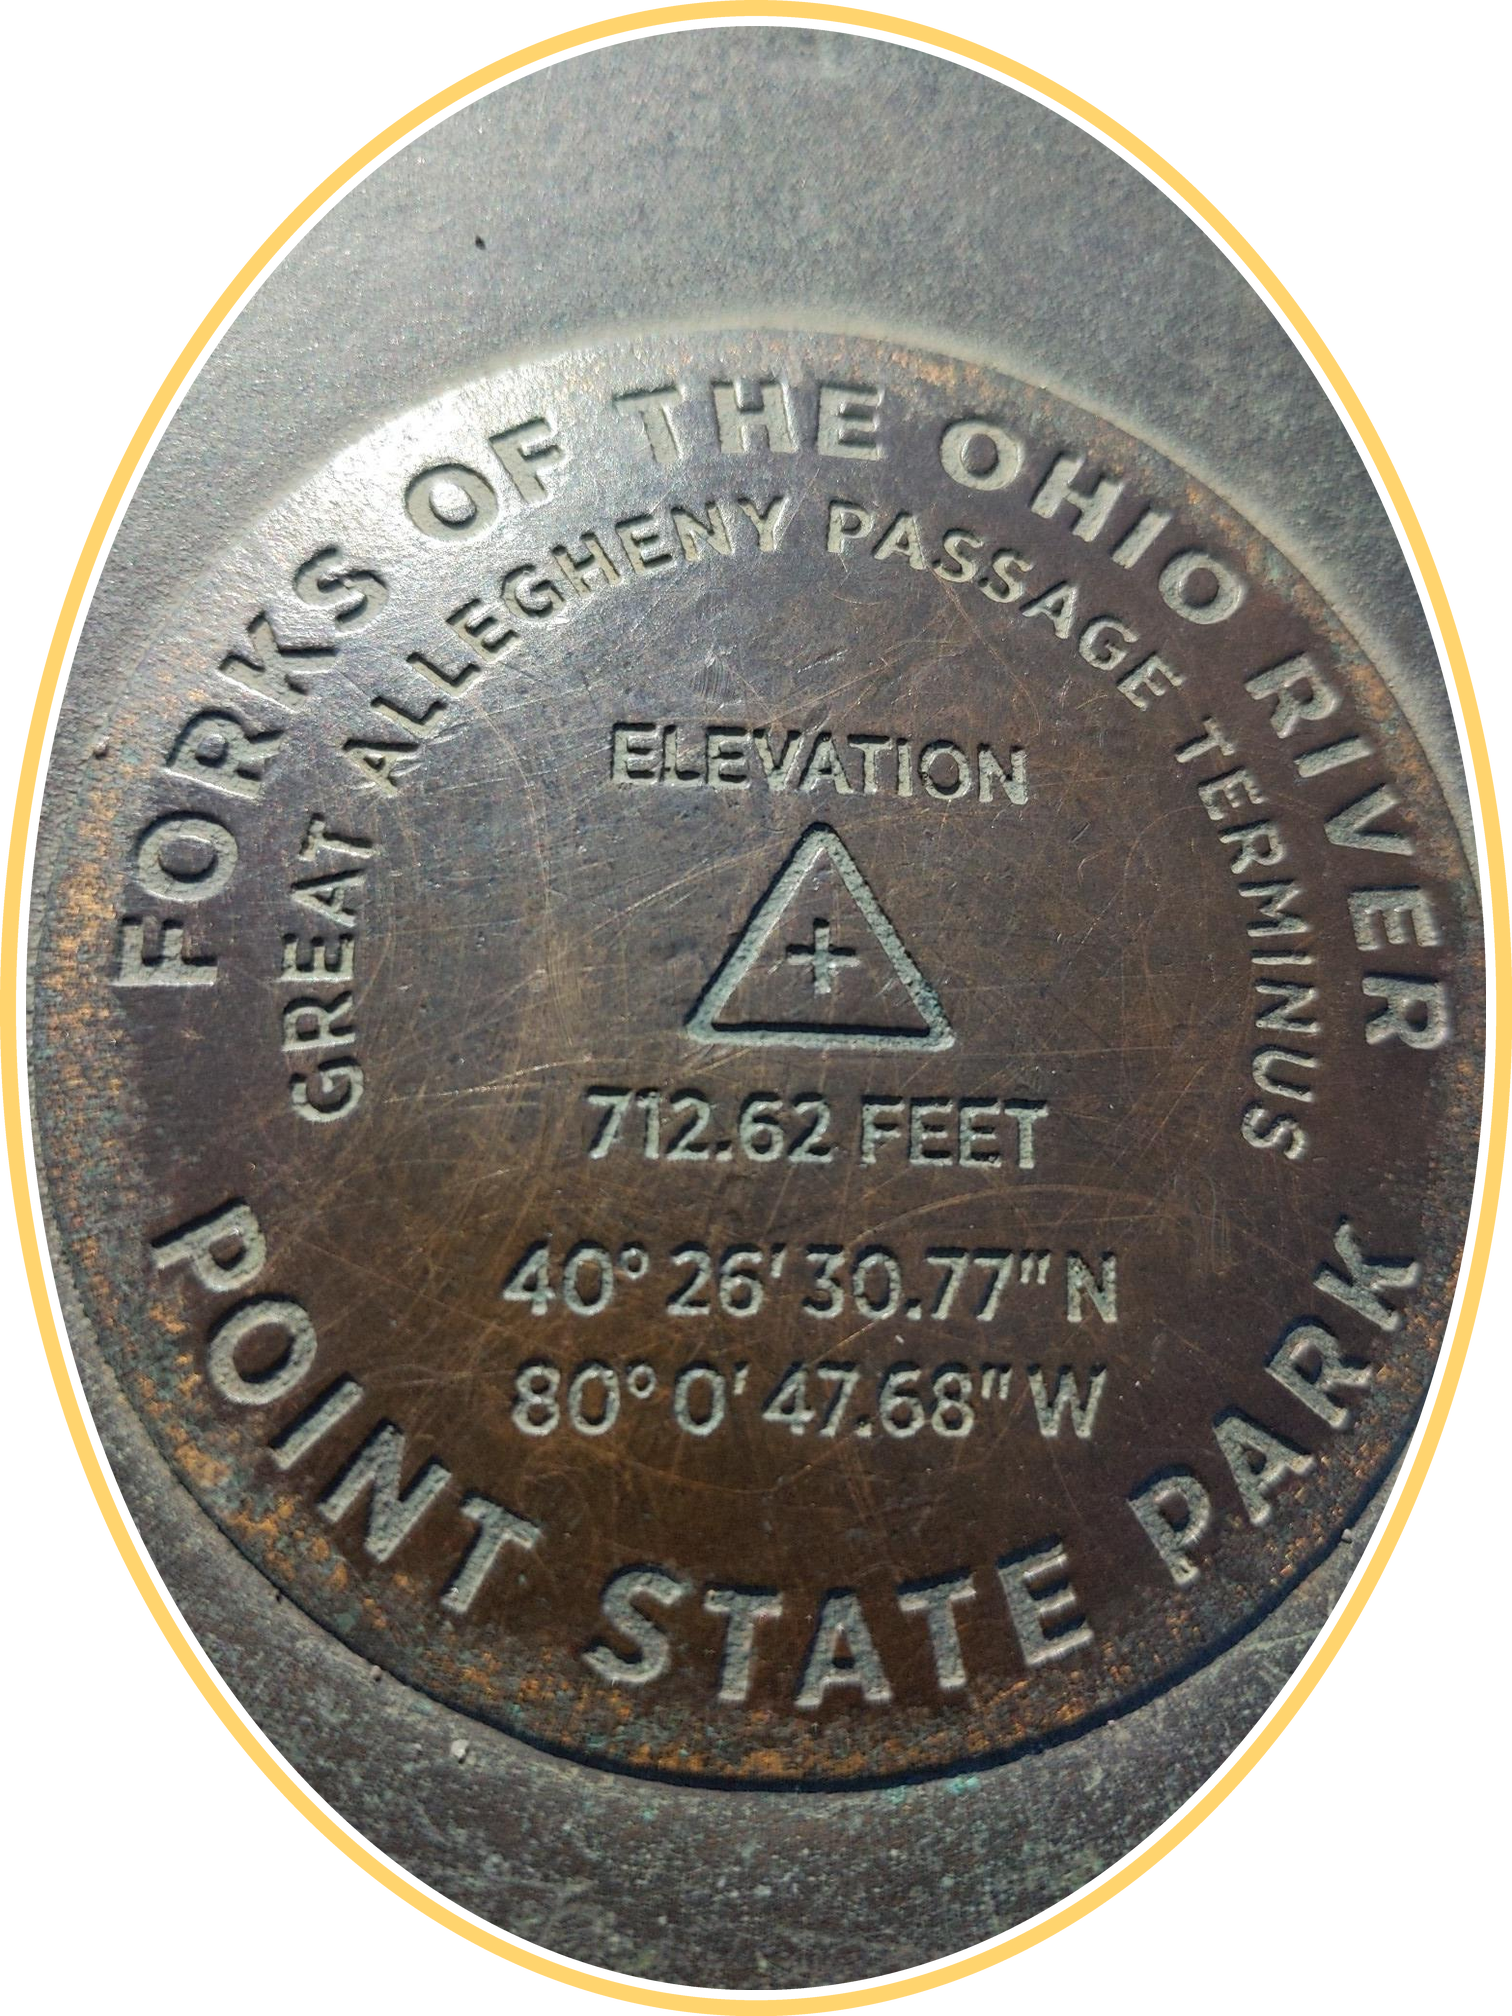 FORKS OF THE OHIO RIVER
GREAT ALLEGHENY PASSAGE TERMINUS
ELEVATION
712.62 FEET
40° 26' 30.77" N
80° 0' 47.68" W
POINT STATE PARK